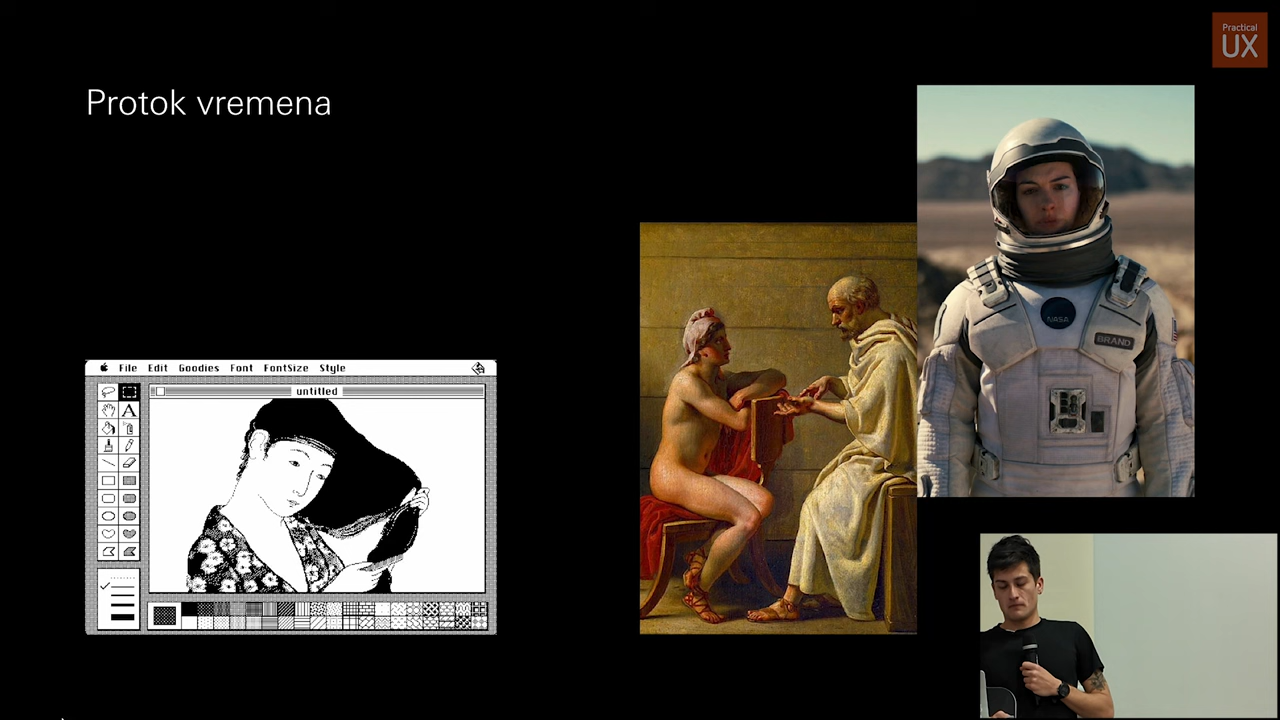 Practical
UX
Protok vremena
File Edit Goodies Font FontSize Style
untitled
A
NASA
BRAND